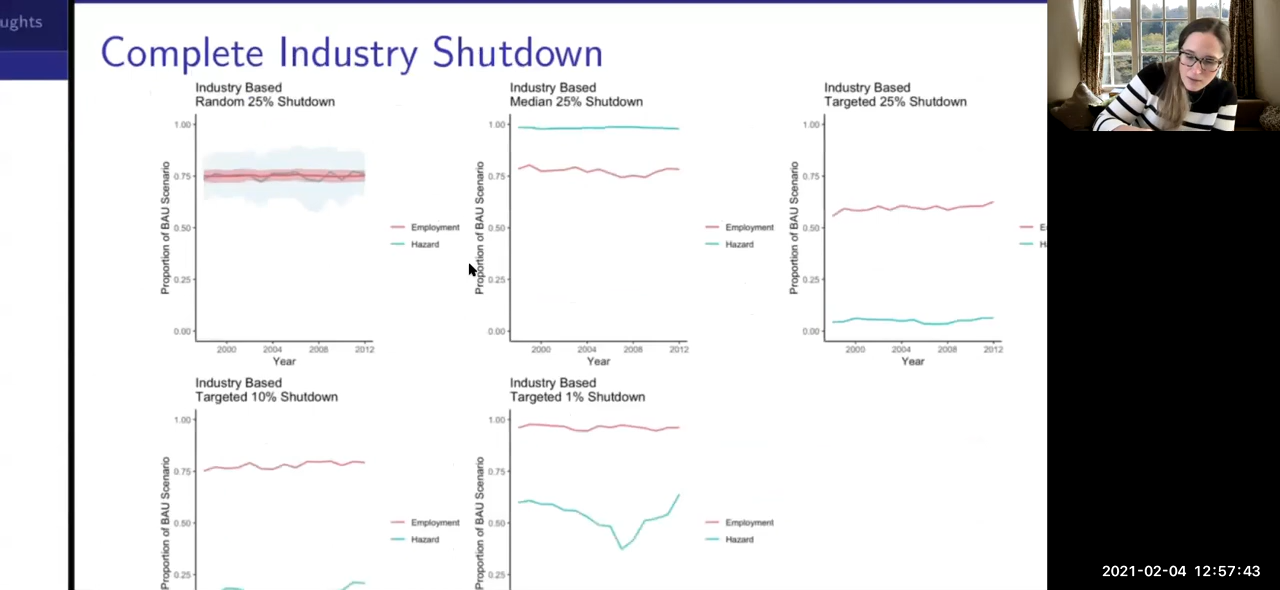 ughts
Complete Industry Shutdown
Industry Based
Random 25% Shutdown
Proportion of BAU Scenario
1.00
0.75
0.50
0.25
0.00
2000 2004 2008 2012
Year
Employment
Hazard
Industry Based
Median 25% Shutdown
Proportion of BAU Scenario
1.00
0.75
0.50
0.25
0.00
2000 2004 2008 2012
Year
Employment
Hazard
Industry Based
Targeted 25% Shutdown
Proportion of BAU Scenario
1.00
0.75
0.50
0.25
0.00
2000 2004 2008 2012
Year
E
H
Industry Based
Targeted 10% Shutdown
Proportion of BAU Scenario
1.00
0.75
0.50
0.25
Employment
Hazard
Industry Based
Targeted 1% Shutdown
Proportion of BAU Scenario
1.00
0.75
0.50
0.25
Employment
Hazard
2021-02-04 12:57:43